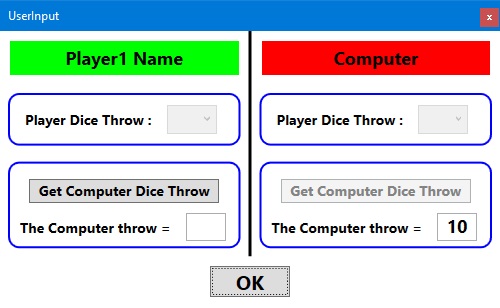 UserInput
x
Player1 Name
Player Dice Throw :
Get Computer Dice Throw
The Computer throw =
Computer
Player Dice Throw :
Get Computer Dice Throw
The Computer throw = 10
OK